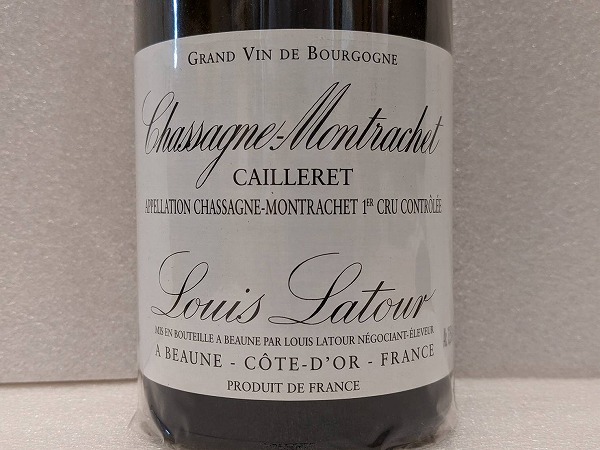 GRAND VIN DE BOURGOGNE
Chassagne-Montrachet
CAILLERET
APPELLATION CHASSAGNE-MONTRACHET 1ER CRU CONTRÔLÉE
Louis Latour
MIS EN BOUTEILLE A BEAUNE PAR LOUIS LATOUR NÉGOCIANT-ÉLEVEUR
A BEAUNE - CÔTE-D'OR - FRANCE
PRODUIT DE FRANCE